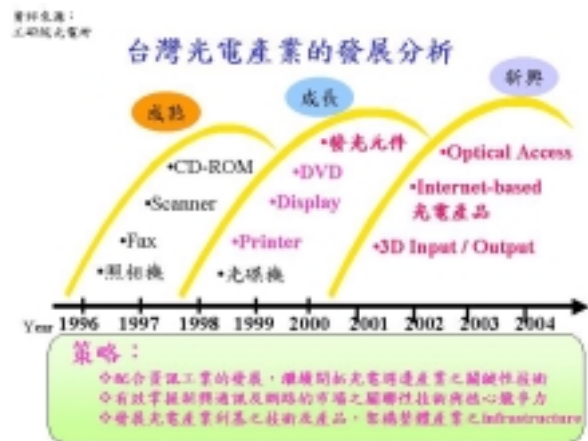 資料來源：
工研院光電所
台灣光電產業的發展分析
成熟
成長
新興
•CD-ROM
•Scanner
•Fax
•照相機
•發光元件
•DVD
•Display
•Printer
•光碟機
•Optical Access
•Internet-based
光電產品
•3D Input / Output
Year 1996 1997 1998 1999 2000 2001 2002 2003 2004
策略：
❖配合資訊工業的發展，繼續開拓光電周邊產業之關鍵性技術
❖有效掌握新興通訊及網路的市場之關聯性技術與核心競爭力
❖發展光電產業利基之技術及產品，架構整體產業之infrastructure